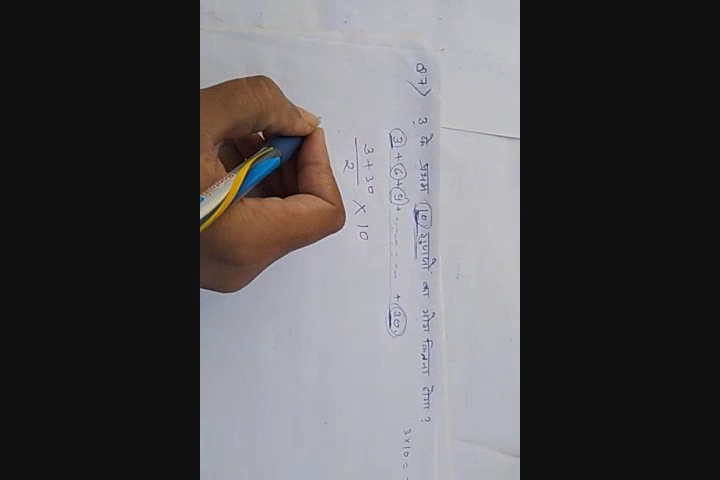 Q7) 3 के प्रथम 10 गुणजों का योग कितना होगा ?
3 × 10 =
3 + 6 + 9 + ........ + 30,
3 + 30 / 2 × 10